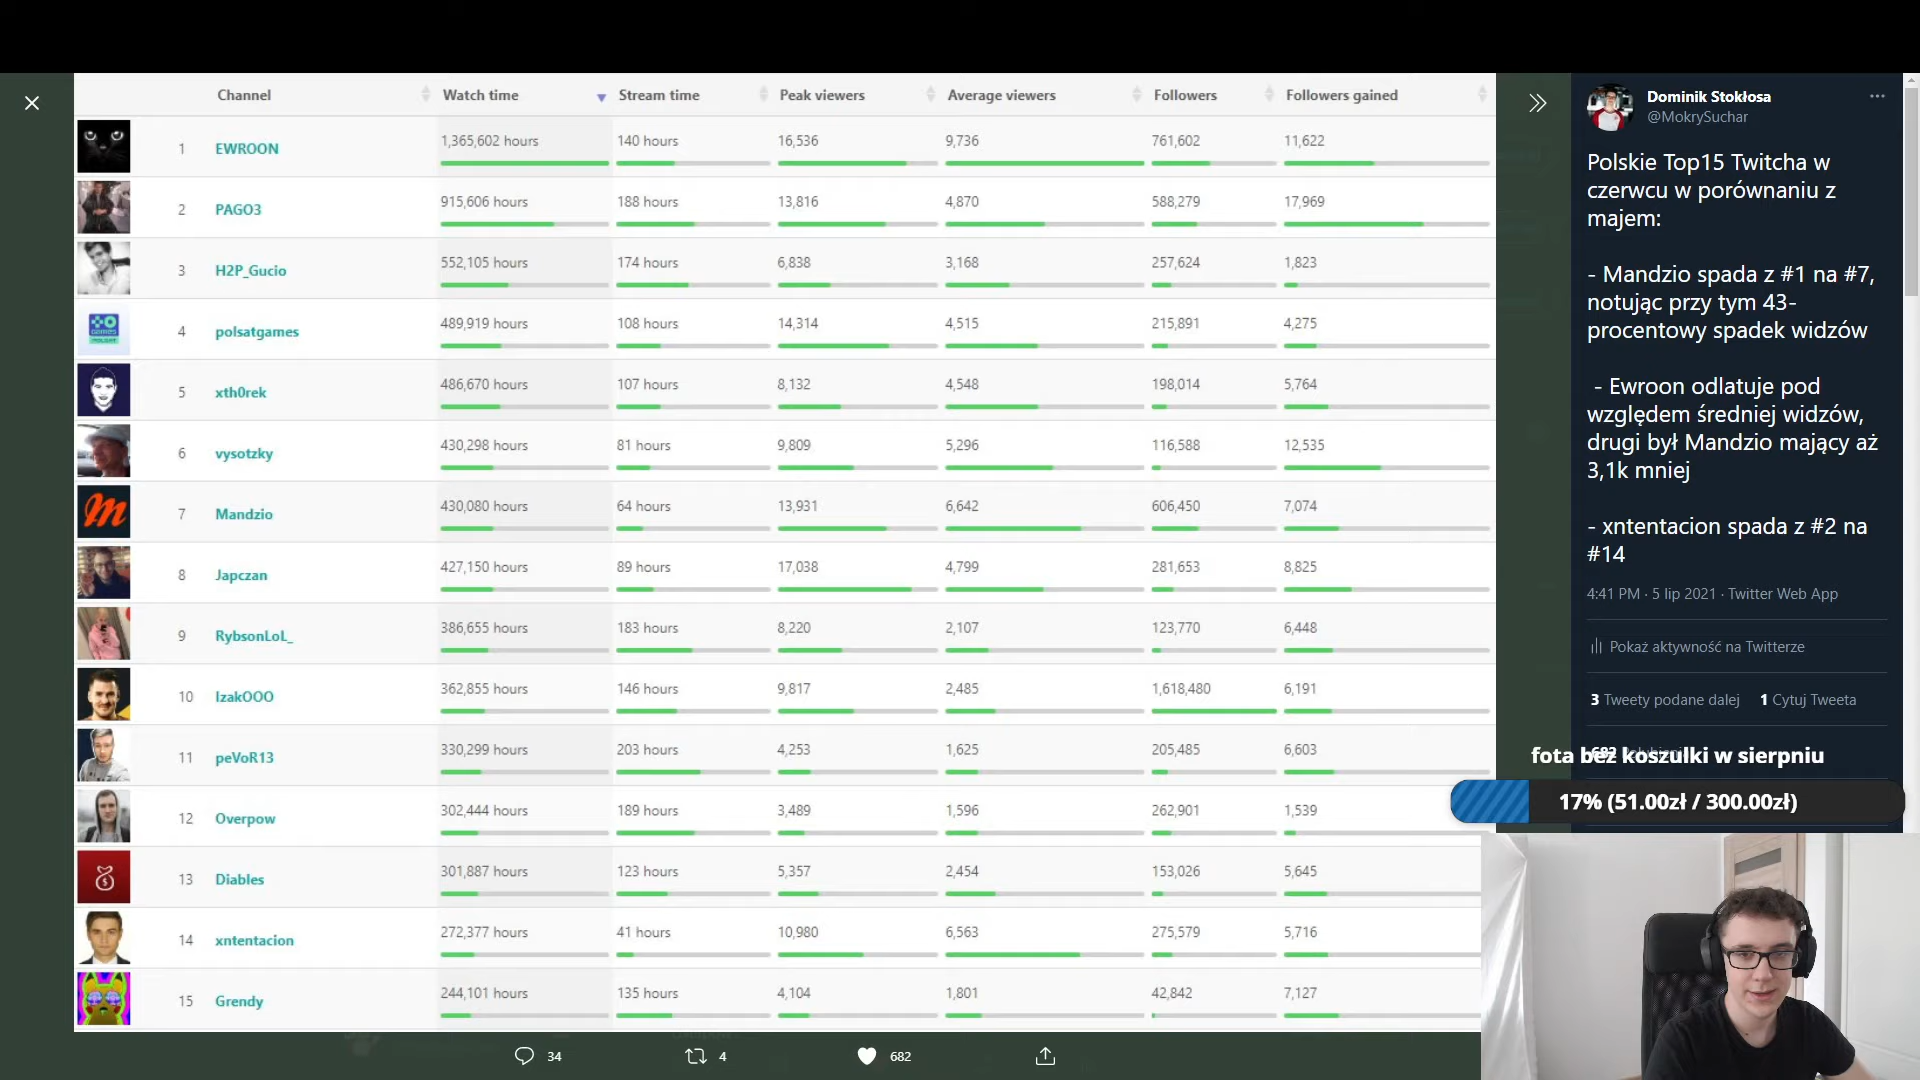 Channel Watch time Stream time Peak viewers Average viewers Followers Followers gained
1 EWROON 1,365,602 hours 140 hours 16,536 9,736 761,602 11,622
2 PAGO3 915,606 hours 188 hours 13,816 4,870 588,279 17,969
3 H2P_Gucio 552,105 hours 174 hours 6,838 3,168 257,624 1,823
4 polsatgames 489,919 hours 108 hours 14,314 4,515 215,891 4,275
5 xth0rek 486,670 hours 107 hours 8,132 4,548 198,014 5,764
6 vysotzky 430,298 hours 81 hours 9,809 5,296 116,588 12,535
7 Mandzio 430,080 hours 64 hours 13,931 6,642 606,450 7,074
8 Japczan 427,150 hours 89 hours 17,038 4,799 281,653 8,825
9 RybsonLoL_ 386,655 hours 183 hours 8,220 2,107 123,770 6,448
10 IzakOOO 362,855 hours 146 hours 9,817 2,485 1,618,480 6,191
11 peVoR13 330,299 hours 203 hours 4,253 1,625 205,485 6,603
12 Overpow 302,444 hours 189 hours 3,489 1,596 262,901 1,539
13 Diables 301,887 hours 123 hours 5,357 2,454 153,026 5,645
14 xntentacion 272,377 hours 41 hours 10,980 6,563 275,579 5,716
15 Grendy 244,101 hours 135 hours 4,104 1,801 42,842 7,127
34 4 682
Dominik Stokłosa
@MokrySuchar
Polskie Top15 Twitcha w
czerwcu w porównaniu z
majem:
- Mandzio spada z #1 na #7,
notując przy tym 43-
procentowy spadek widzów
- Ewroon odlatuje pod
względem średniej widzów,
drugi był Mandzio mający aż
3,1k mniej
- xntentacion spada z #2 na
#14
4:41 PM · 5 lip 2021 · Twitter Web App
Pokaż aktywność na Twitterze
3 Tweety podane dalej 1 Cytuj Tweeta
fota bez koszulki w sierpniu
17% (51.00zł / 300.00zł)